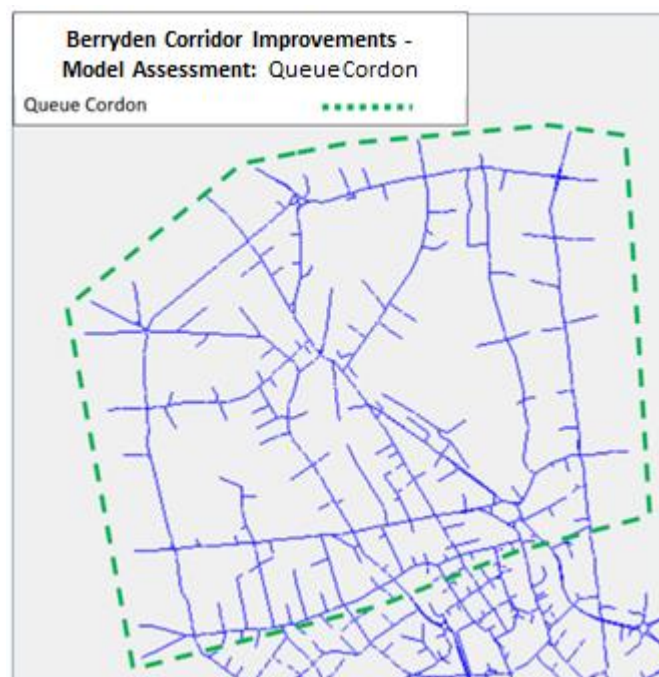 Berryden Corridor Improvements -
Model Assessment: QueueCordon
Queue Cordon